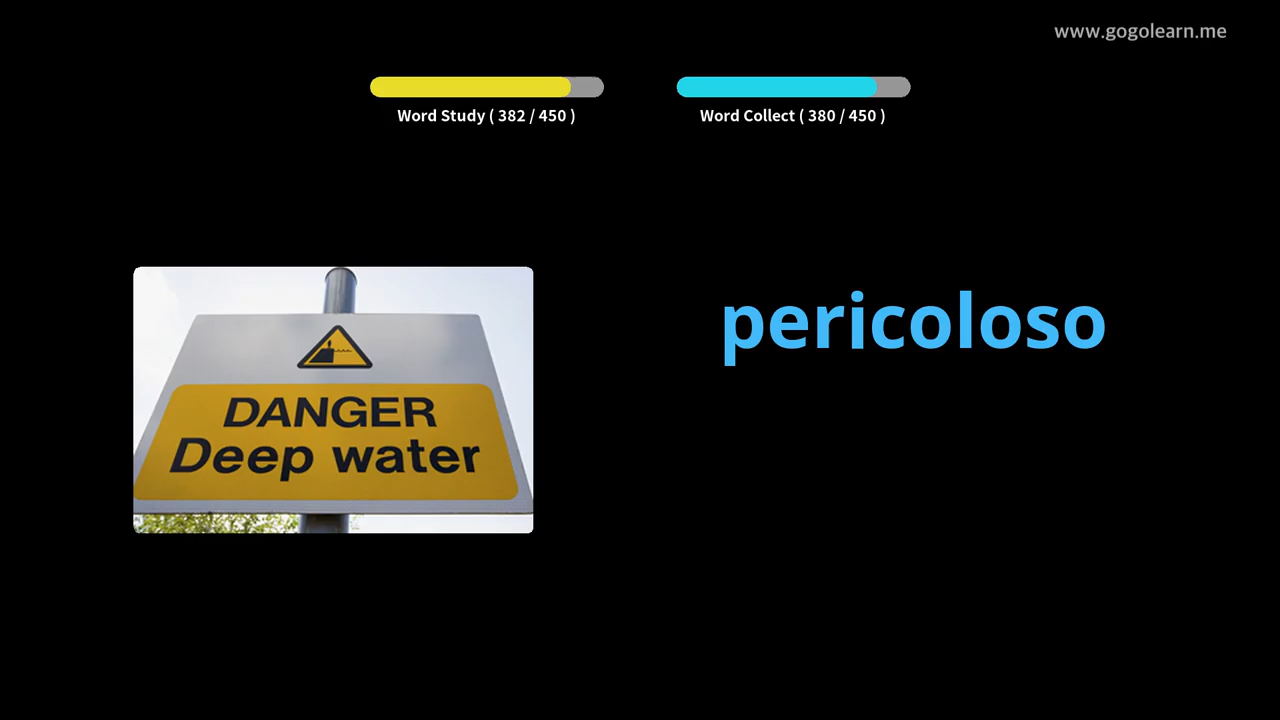 www.gogolearn.me
Word Study ( 382 / 450 )
Word Collect ( 380 / 450 )
pericoloso
DANGER
Deep water